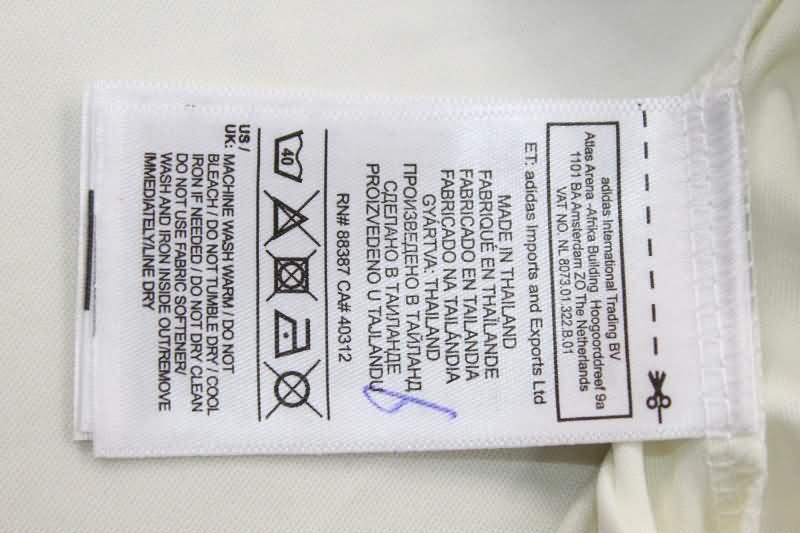 adidas International Trading BV
Atlas Arena -Afrika Building Hoogoorddreef 9a
1101 BA Amsterdam ZO The Netherlands
VAT NO. NL 8073.01.322.B.01
ET: adidas Imports and Exports Ltd
MADE IN THAILAND
FABRIQUE EN THAÏLANDE
FABRICADO EN TAILANDIA
FABRICADO NA TAILÂNDIA
GYÁRTVA: THAILAND
ПРОИЗВЕДЕНО В ТАЙЛАНД
СДЕЛАНО В ТАИЛАНДЕ
PROIZVEDENO U TAJLANDU
RN# 88387 CA# 40312
40
US /
UK: MACHINE WASH WARM / DO NOT
BLEACH / DO NOT TUMBLE DRY / COOL
IRON IF NEEDED / DO NOT DRY CLEAN
DO NOT USE FABRIC SOFTENER/
WASH AND IRON INSIDE OUT/REMOVE
IMMEDIATELY/LINE DRY